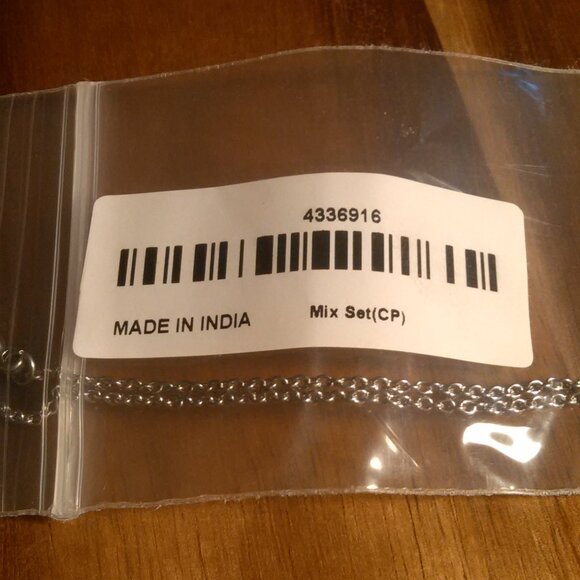 4336916
MADE IN INDIA
Mix Set(CP)